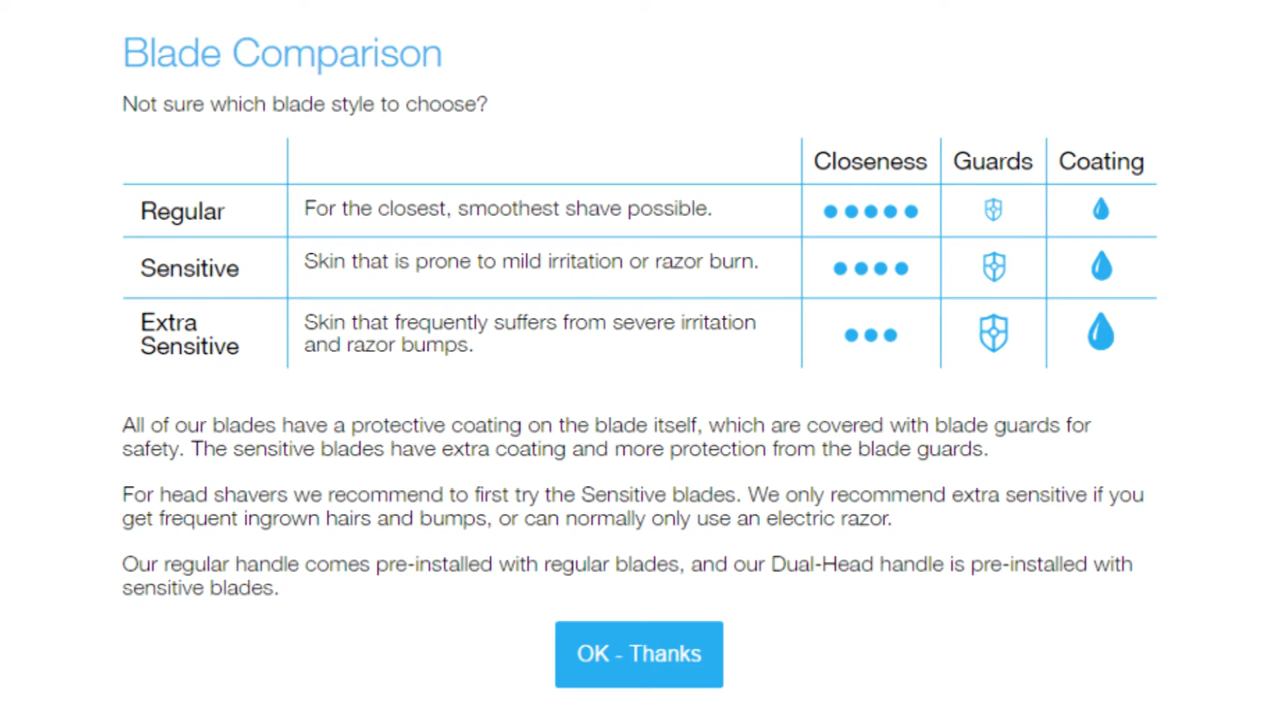 Blade Comparison
Not sure which blade style to choose?
Closeness Guards Coating
Regular For the closest, smoothest shave possible.
Sensitive Skin that is prone to mild irritation or razor burn.
Extra Sensitive Skin that frequently suffers from severe irritation
and razor bumps.
All of our blades have a protective coating on the blade itself, which are covered with blade guards for
safety. The sensitive blades have extra coating and more protection from the blade guards.
For head shavers we recommend to first try the Sensitive blades. We only recommend extra sensitive if you
get frequent ingrown hairs and bumps, or can normally only use an electric razor.
Our regular handle comes pre-installed with regular blades, and our Dual-Head handle is pre-installed with
sensitive blades.
OK - Thanks